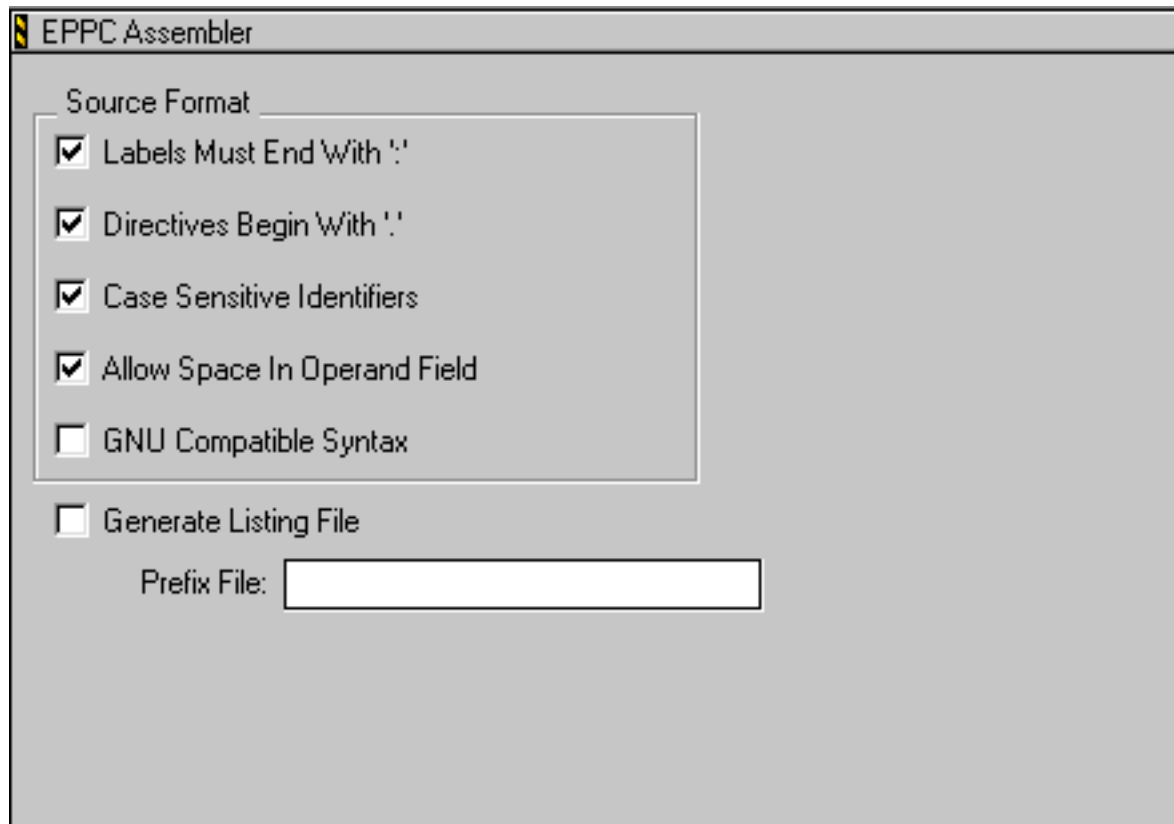 EPPC Assembler
Source Format
Labels Must End With ':'
Directives Begin With '.'
Case Sensitive Identifiers
Allow Space In Operand Field
GNU Compatible Syntax
Generate Listing File
Prefix File: